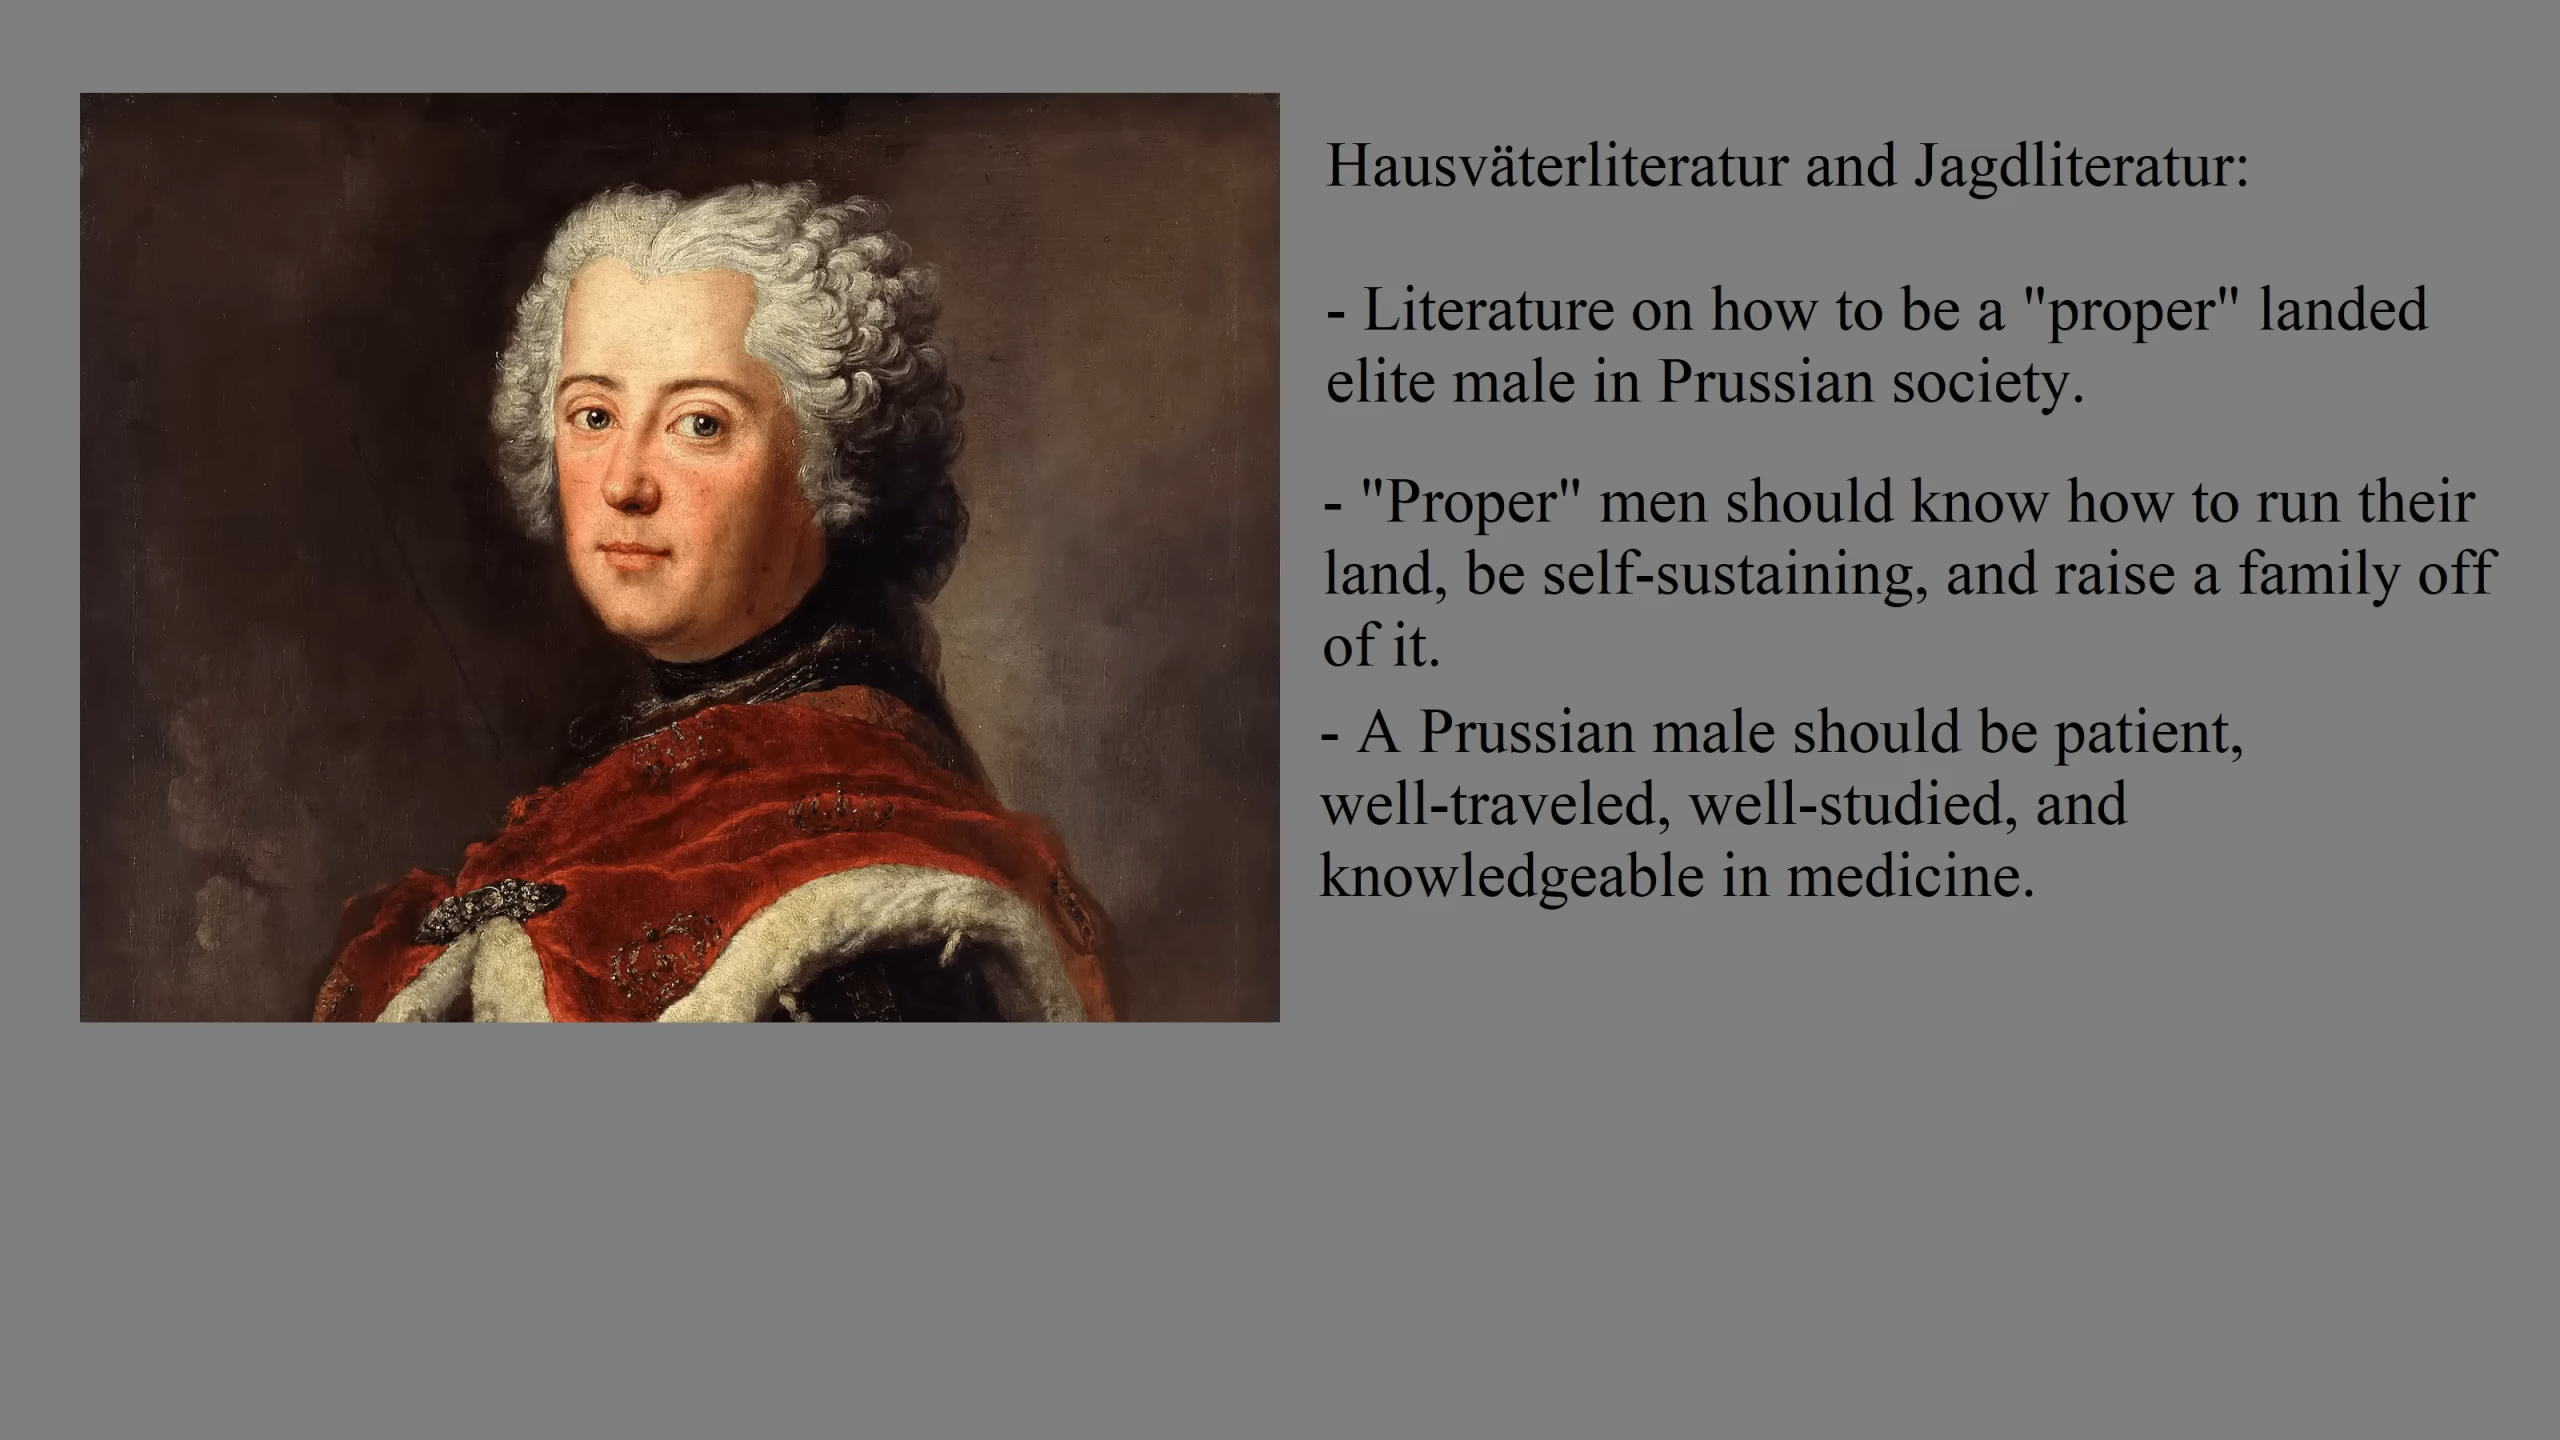 Hausväterliteratur and Jagdliteratur:
- Literature on how to be a "proper" landed
elite male in Prussian society.
- "Proper" men should know how to run their
land, be self-sustaining, and raise a family off
of it.
- A Prussian male should be patient,
well-traveled, well-studied, and
knowledgeable in medicine.